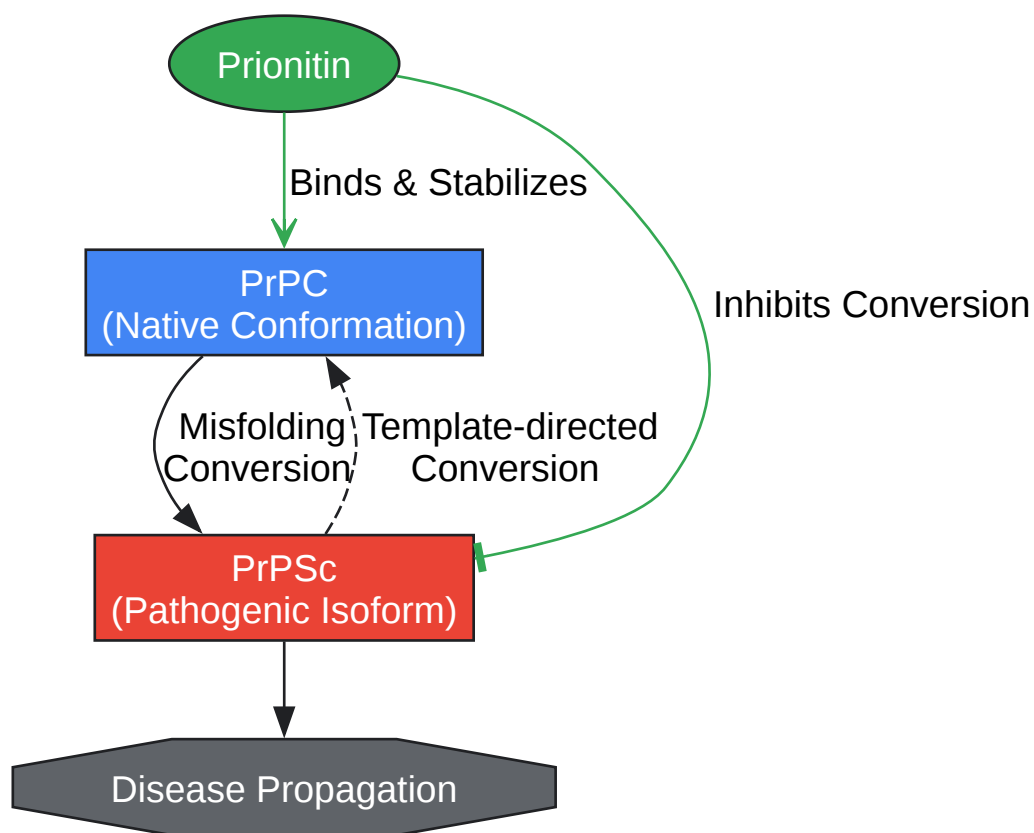 Prionitin
Binds & Stabilizes
PrPC
(Native Conformation)
Inhibits Conversion
Misfolding
Conversion
Template-directed
Conversion
PrPSc
(Pathogenic Isoform)
Disease Propagation